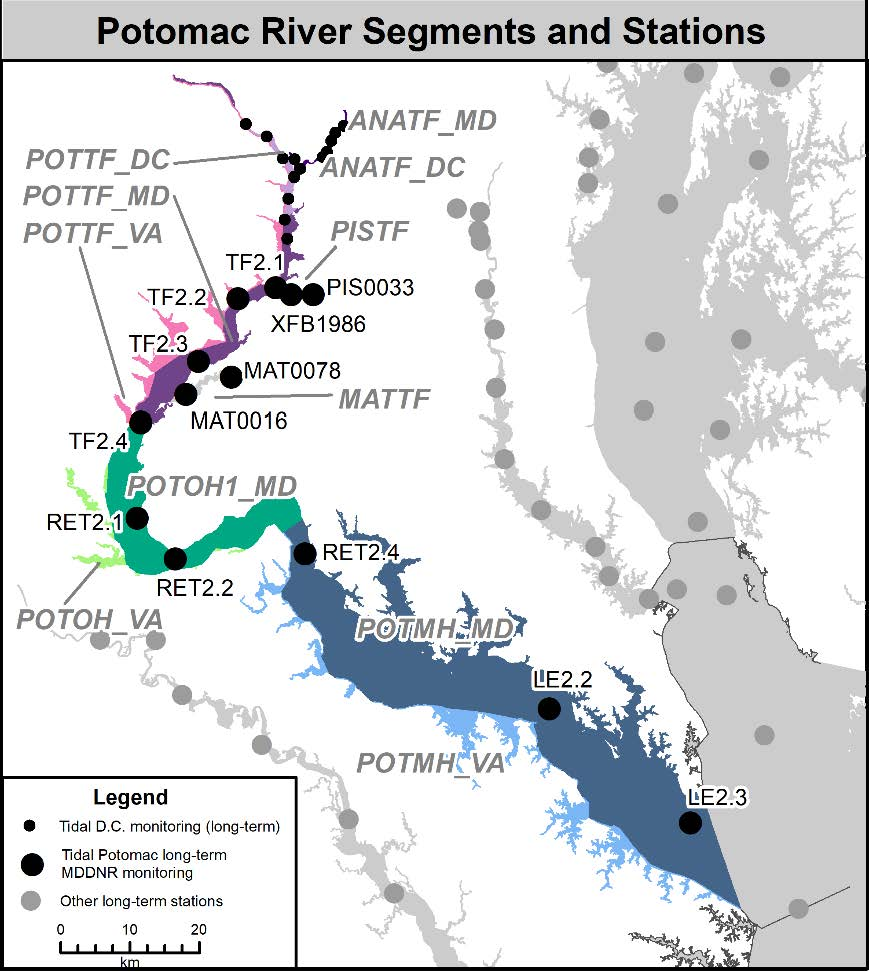 Potomac River Segments and Stations
ANATF_MD
POTTF_DC
ANATF_DC
POTTF_MD
POTTF_VA
PISTF
TF2.1
PIS0033
TF2.2
XFB1986
TF2.3
MAT0078
MATTF
MAT0016
TF2.4
POTOH1_MD
RET2.1
RET2.4
RET2.2
POTOH_VA
POTMH_MD
LE2.2
POTMH_VA
LE2.3
Legend
Tidal D.C. monitoring (long-term)
Tidal Potomac long-term
MDDNR monitoring
Other long-term stations
0 10 20
km